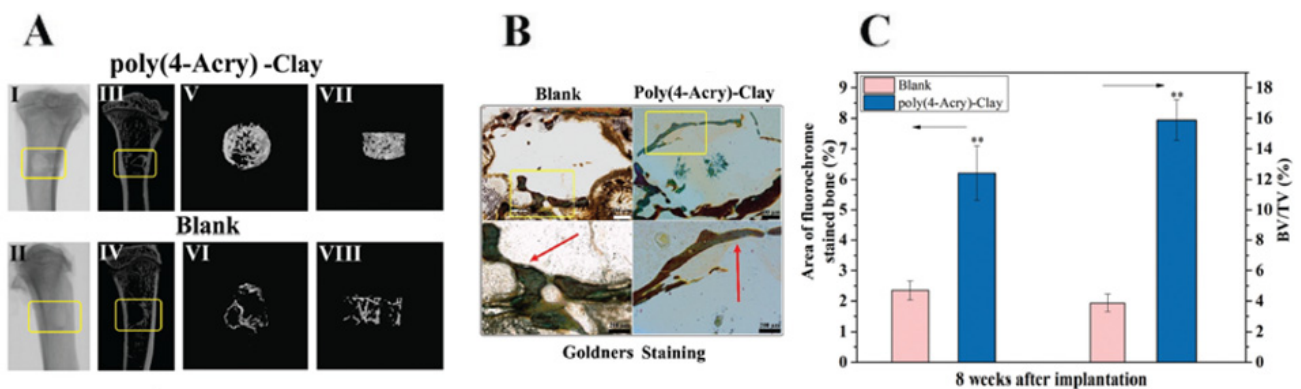 A
poly(4-Acry) -Clay
I
III
V
VII
Blank
II
IV
VI
VIII
B
Blank
Poly(4-Acry)-Clay
Goldners Staining
C
Blank
poly(4-Acry)-Clay
Area of fluorochrome
stained bone (%)
9
8
7
6
5
4
3
2
1
0
**
**
18
16
14
12
10
8
6
4
2
0
BV/TV (%)
8 weeks after implantation